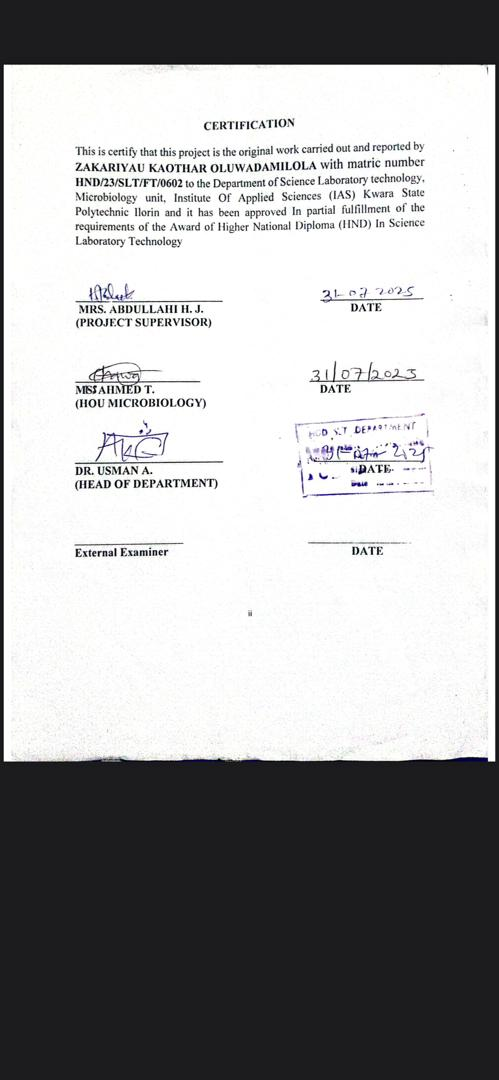 CERTIFICATION
This is certify that this project is the original work carried out and reported by
ZAKARIYAU KAOTHAR OLUWADAMILOLA with matric number
HND/23/SLT/FT/0602 to the Department of Science Laboratory technology,
Microbiology unit, Institute Of Applied Sciences (IAS) Kwara State
Polytechnic Ilorin and it has been approved In partial fulfillment of the
requirements of the Award of Higher National Diploma (HND) In Science
Laboratory Technology
31-07-2025
MRS. ABDULLAHI H. J. DATE
(PROJECT SUPERVISOR)
31/07/2025
AHMED T. DATE
(HOU MICROBIOLOGY)
DEPARTMENT
DR. USMAN A. DATE
(HEAD OF DEPARTMENT)
External Examiner DATE
ii